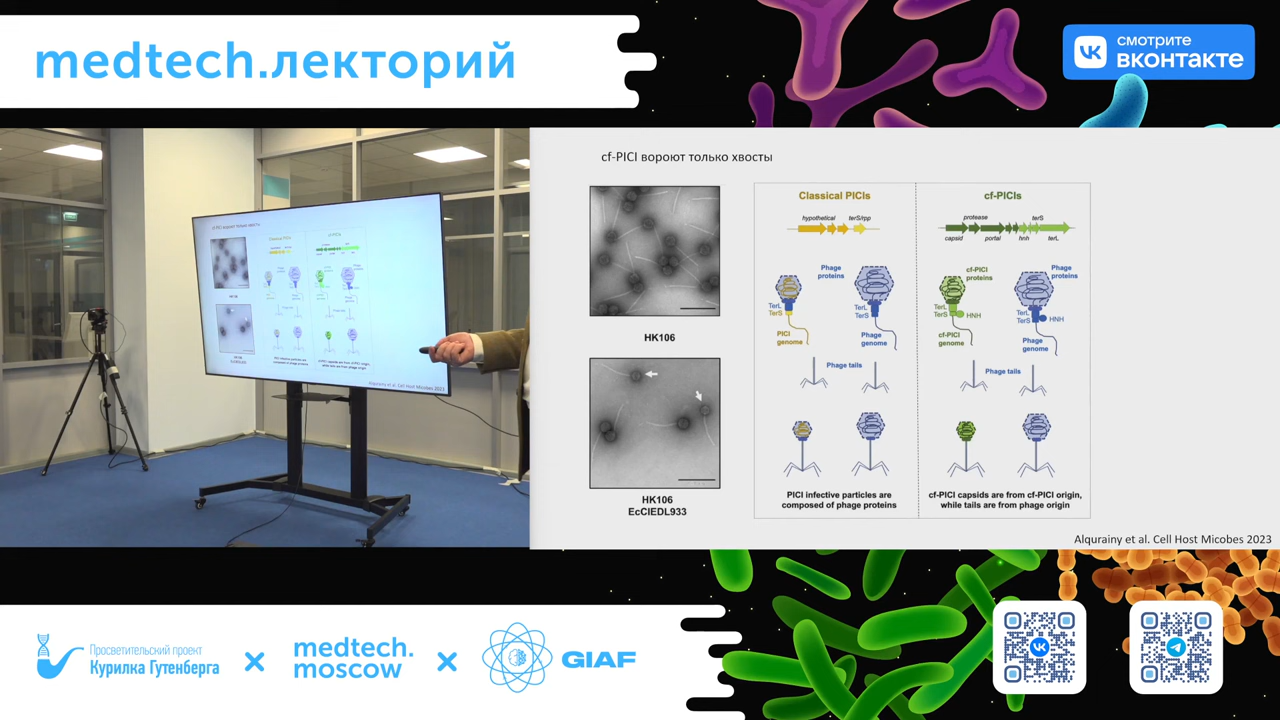 medtech.лекторий
смотрите
вконтакте
cf-PICI вороют только хвосты
HK106
HK106
EcCIEDL933
Classical PICIs
hypothetical
terS/rpp
Phage
proteins
TerL
TerS
PICI
genome
Phage
genome
Phage tails
PICI infective particles are
composed of phage proteins
cf-PICIs
protease
terS
capsid
portal
hnh
terL
cf-PICI
proteins
Phage
proteins
TerL
TerS
HNH
TerL
TerS
HNH
cf-PICI
genome
Phage
genome
Phage tails
cf-PICI capsids are from cf-PICI origin,
while tails are from phage origin
Alqurainy et al. Cell Host Micobes 2023
Просветительский проект
Курилка Гутенберга
×
medtech.
moscow
×
GIAF